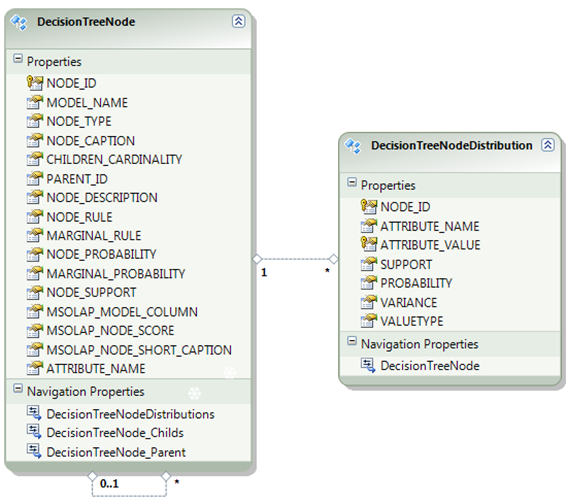 DecisionTreeNode
Properties
NODE_ID
MODEL_NAME
NODE_TYPE
NODE_CAPTION
CHILDREN_CARDINALITY
PARENT_ID
NODE_DESCRIPTION
NODE_RULE
MARGINAL_RULE
NODE_PROBABILITY
MARGINAL_PROBABILITY
NODE_SUPPORT
MSOLAP_MODEL_COLUMN
MSOLAP_NODE_SCORE
MSOLAP_NODE_SHORT_CAPTION
ATTRIBUTE_NAME
Navigation Properties
DecisionTreeNodeDistributions
DecisionTreeNode_Childs
DecisionTreeNode_Parent
0..1 *
1 *
DecisionTreeNodeDistribution
Properties
NODE_ID
ATTRIBUTE_NAME
ATTRIBUTE_VALUE
SUPPORT
PROBABILITY
VARIANCE
VALUETYPE
Navigation Properties
DecisionTreeNode